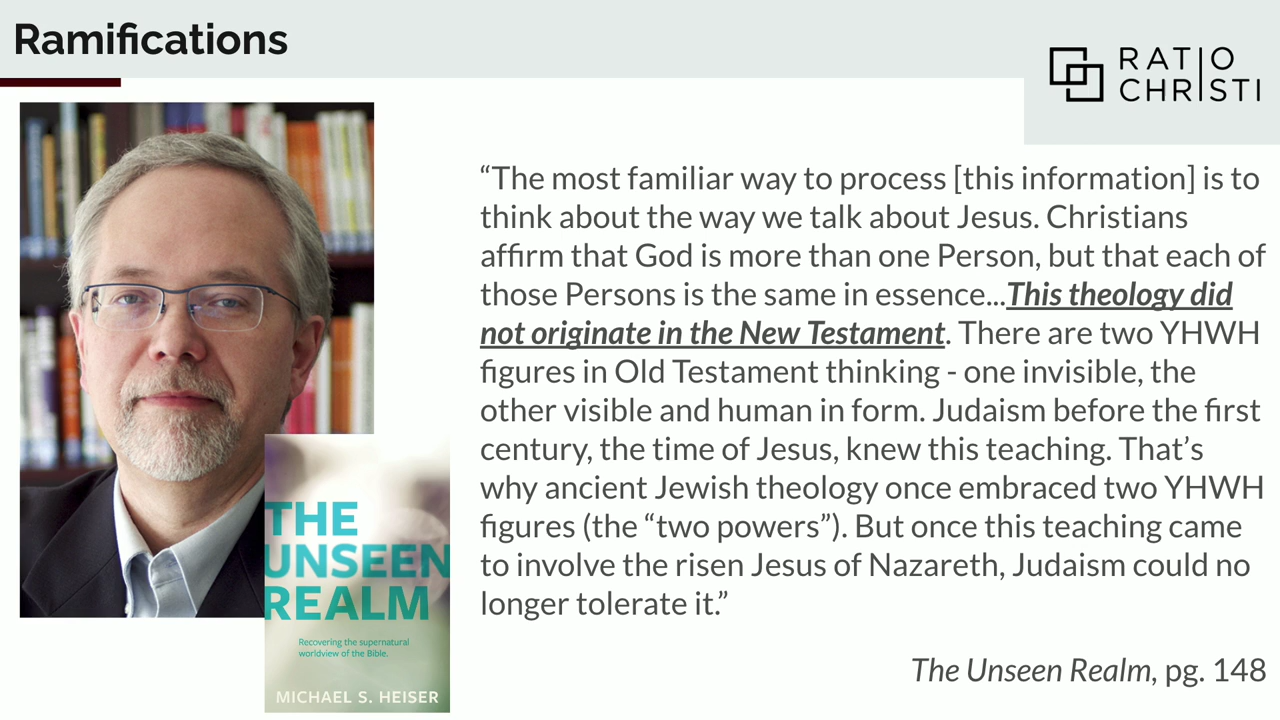 Ramifications
RATIO
CHRISTI
“The most familiar way to process [this information] is to
think about the way we talk about Jesus. Christians
affirm that God is more than one Person, but that each of
those Persons is the same in essence...This theology did
not originate in the New Testament. There are two YHWH
figures in Old Testament thinking - one invisible, the
other visible and human in form. Judaism before the first
century, the time of Jesus, knew this teaching. That’s
why ancient Jewish theology once embraced two YHWH
figures (the “two powers”). But once this teaching came
to involve the risen Jesus of Nazareth, Judaism could no
longer tolerate it.”
The Unseen Realm, pg. 148
THE
UNSEEN
REALM
Recovering the supernatural
worldview of the Bible.
MICHAEL S. HEISER